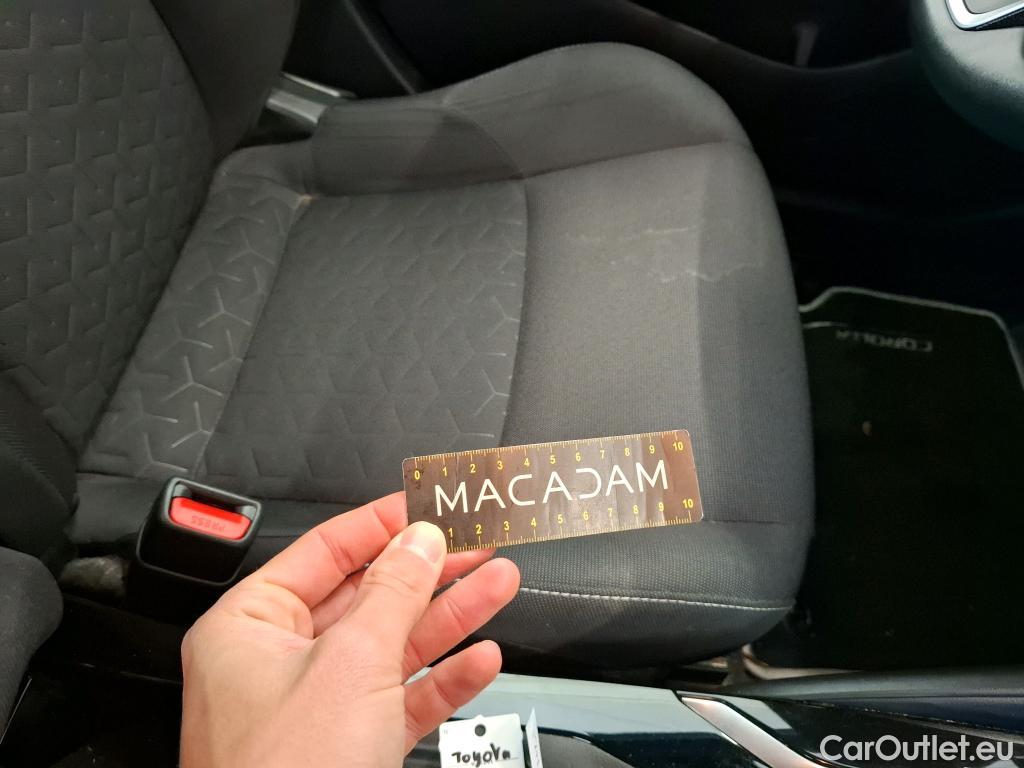 COROLLA
0 1 2 3 4 5 6 7 8 9 10
MACADAM
1 2 3 4 5 6 7 8 9 10
PRESS
Toyota
CarOutlet.eu